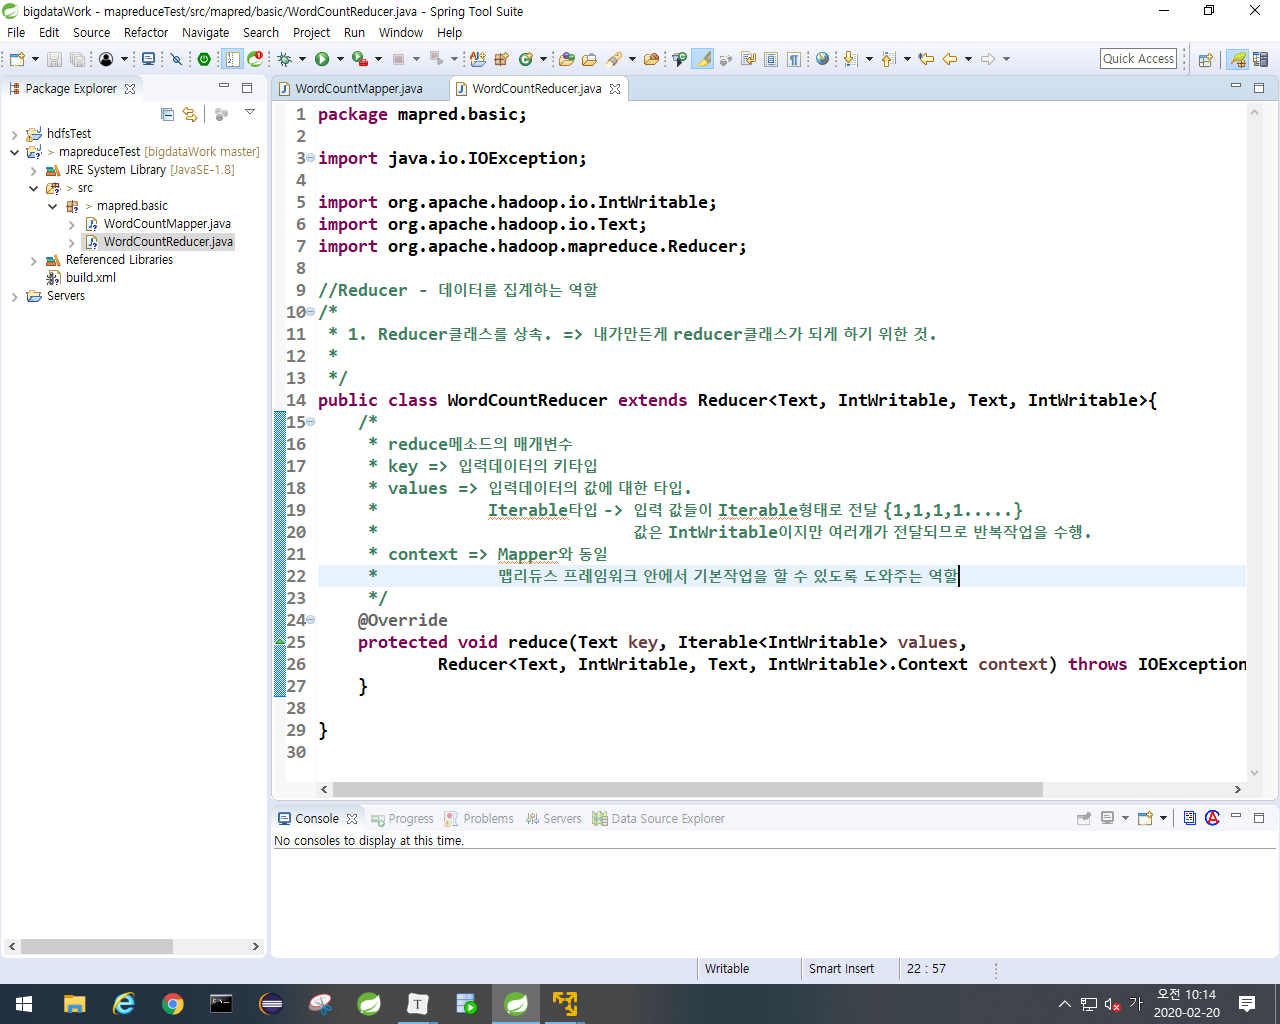 bigdataWork - mapreduceTest/src/mapred/basic/WordCountReducer.java - Spring Tool Suite
File Edit Source Refactor Navigate Search Project Run Window Help
Quick Access
Package Explorer
hdfsTest
> mapreduceTest [bigdataWork master]
JRE System Library [JavaSE-1.8]
> src
> mapred.basic
WordCountMapper.java
WordCountReducer.java
Referenced Libraries
build.xml
Servers
WordCountMapper.java WordCountReducer.java
1 package mapred.basic;
2
3 import java.io.IOException;
4
5 import org.apache.hadoop.io.IntWritable;
6 import org.apache.hadoop.io.Text;
7 import org.apache.hadoop.mapreduce.Reducer;
8
9 //Reducer - 데이터를 집계하는 역할
10 /*
11 * 1. Reducer클래스를 상속. => 내가만든게 reducer클래스가 되게 하기 위한 것.
12 *
13 */
14 public class WordCountReducer extends Reducer<Text, IntWritable, Text, IntWritable>{
15 /*
16 * reduce메소드의 매개변수
17 * key => 입력데이터의 키타입
18 * values => 입력데이터의 값에 대한 타입.
19 * Iterable타입 -> 입력 값들이 Iterable형태로 전달 {1,1,1,1.....}
20 * 값은 IntWritable이지만 여러개가 전달되므로 반복작업을 수행.
21 * context => Mapper와 동일
22 * 맵리듀스 프레임워크 안에서 기본작업을 할 수 있도록 도와주는 역할
23 */
24 @Override
25 protected void reduce(Text key, Iterable<IntWritable> values,
26 Reducer<Text, IntWritable, Text, IntWritable>.Context context) throws IOException
27 }
28
29 }
30
Console Progress Problems Servers Data Source Explorer
No consoles to display at this time.
Writable Smart Insert 22 : 57
가
오전 10:14
2020-02-20